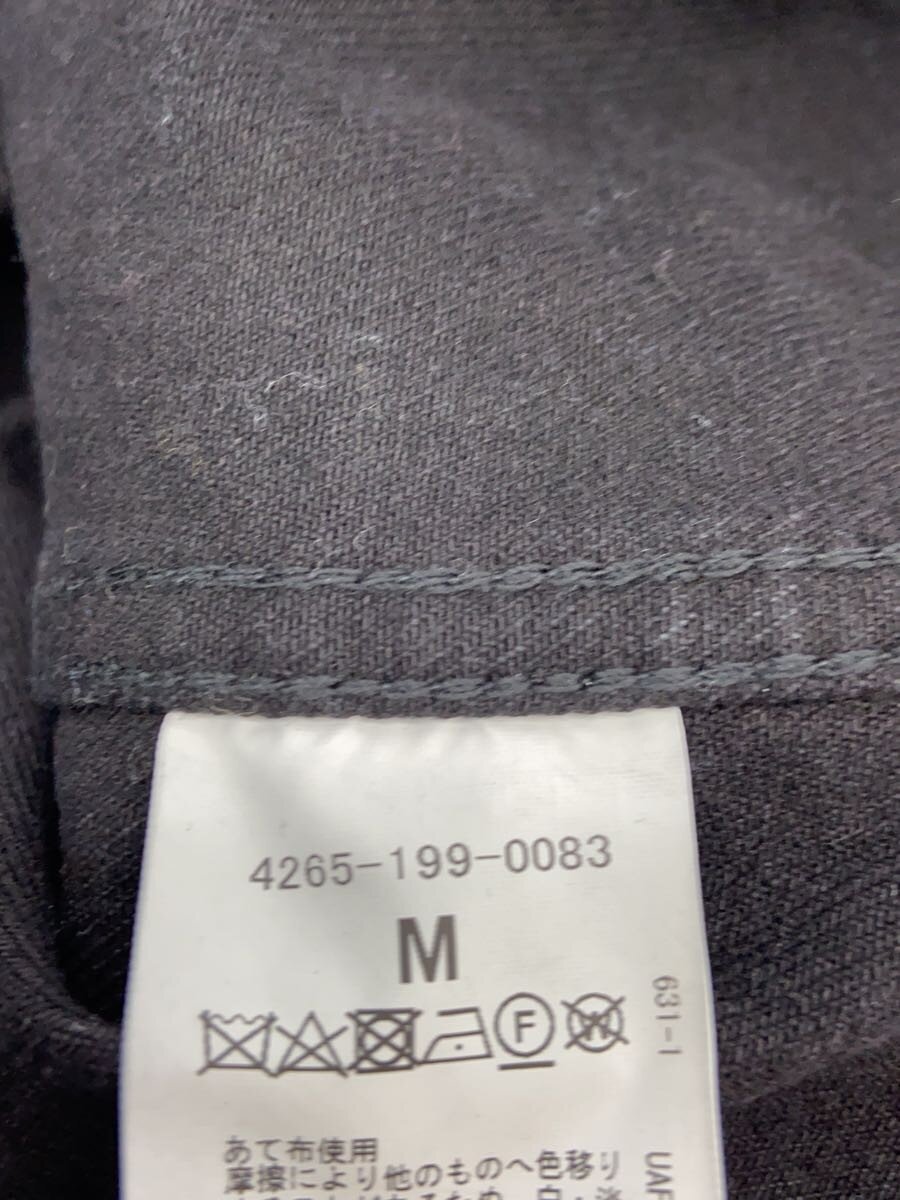 4265-199-0083
M
F W
631-1
あて布使用
摩擦により他のものへ色移り
UAF